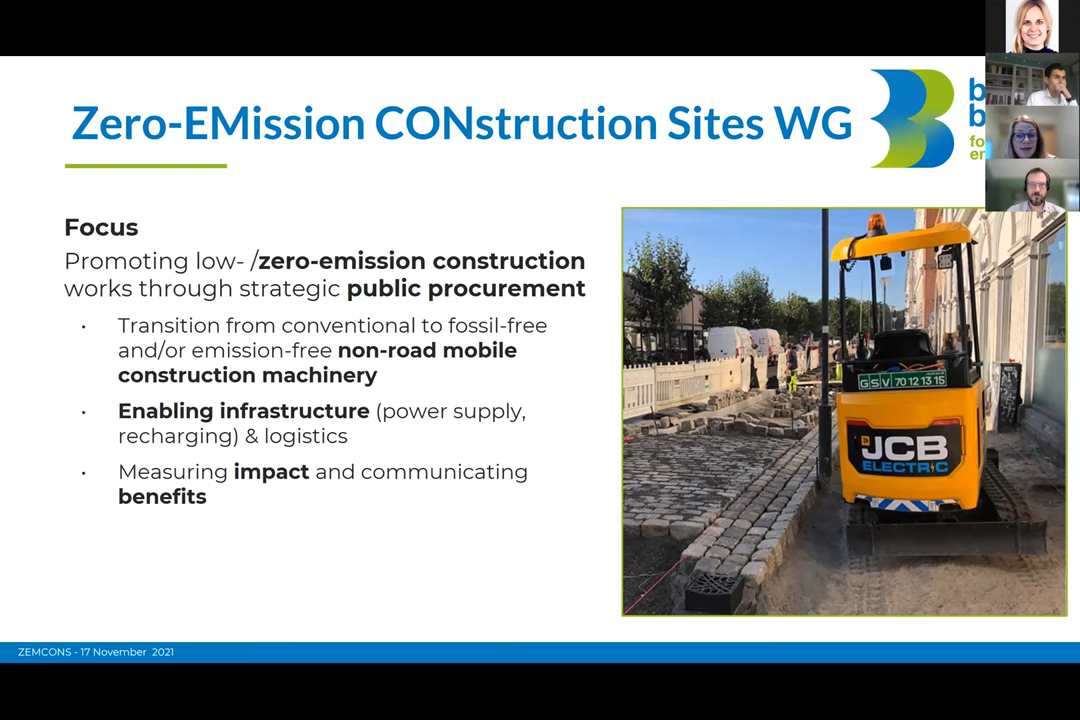 Zero-EMission CONstruction Sites WG
Focus
Promoting low- /zero-emission construction
works through strategic public procurement
· Transition from conventional to fossil-free
and/or emission-free non-road mobile
construction machinery
· Enabling infrastructure (power supply,
recharging) & logistics
· Measuring impact and communicating
benefits
GSV 70 12 13 15
JCB
ELECTRIC
ZEMCONS - 17 November 2021